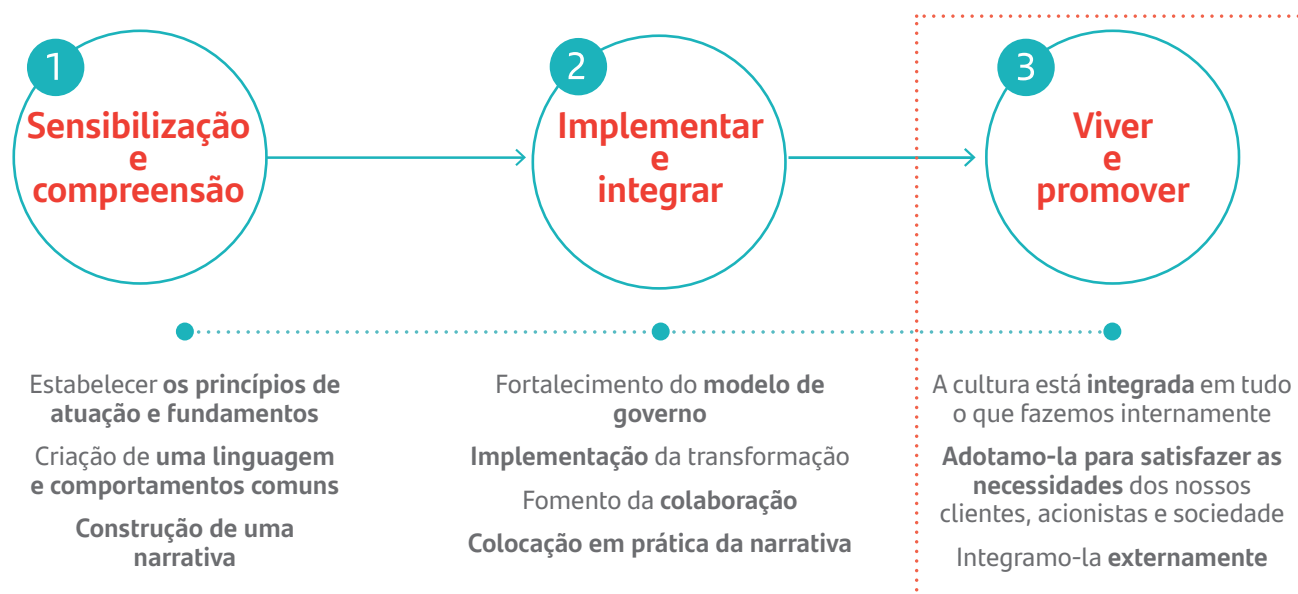 1
Sensibilização
e
compreensão
2
Implementar
e
integrar
3
Viver
e
promover
Estabelecer os princípios de
atuação e fundamentos
Criação de uma linguagem
e comportamentos comuns
Construção de uma
narrativa
Fortalecimento do modelo de
governo
Implementação da transformação
Fomento da colaboração
Colocação em prática da narrativa
A cultura está integrada em tudo
o que fazemos internamente
Adotamo-la para satisfazer as
necessidades dos nossos
clientes, acionistas e sociedade
Integramo-la externamente